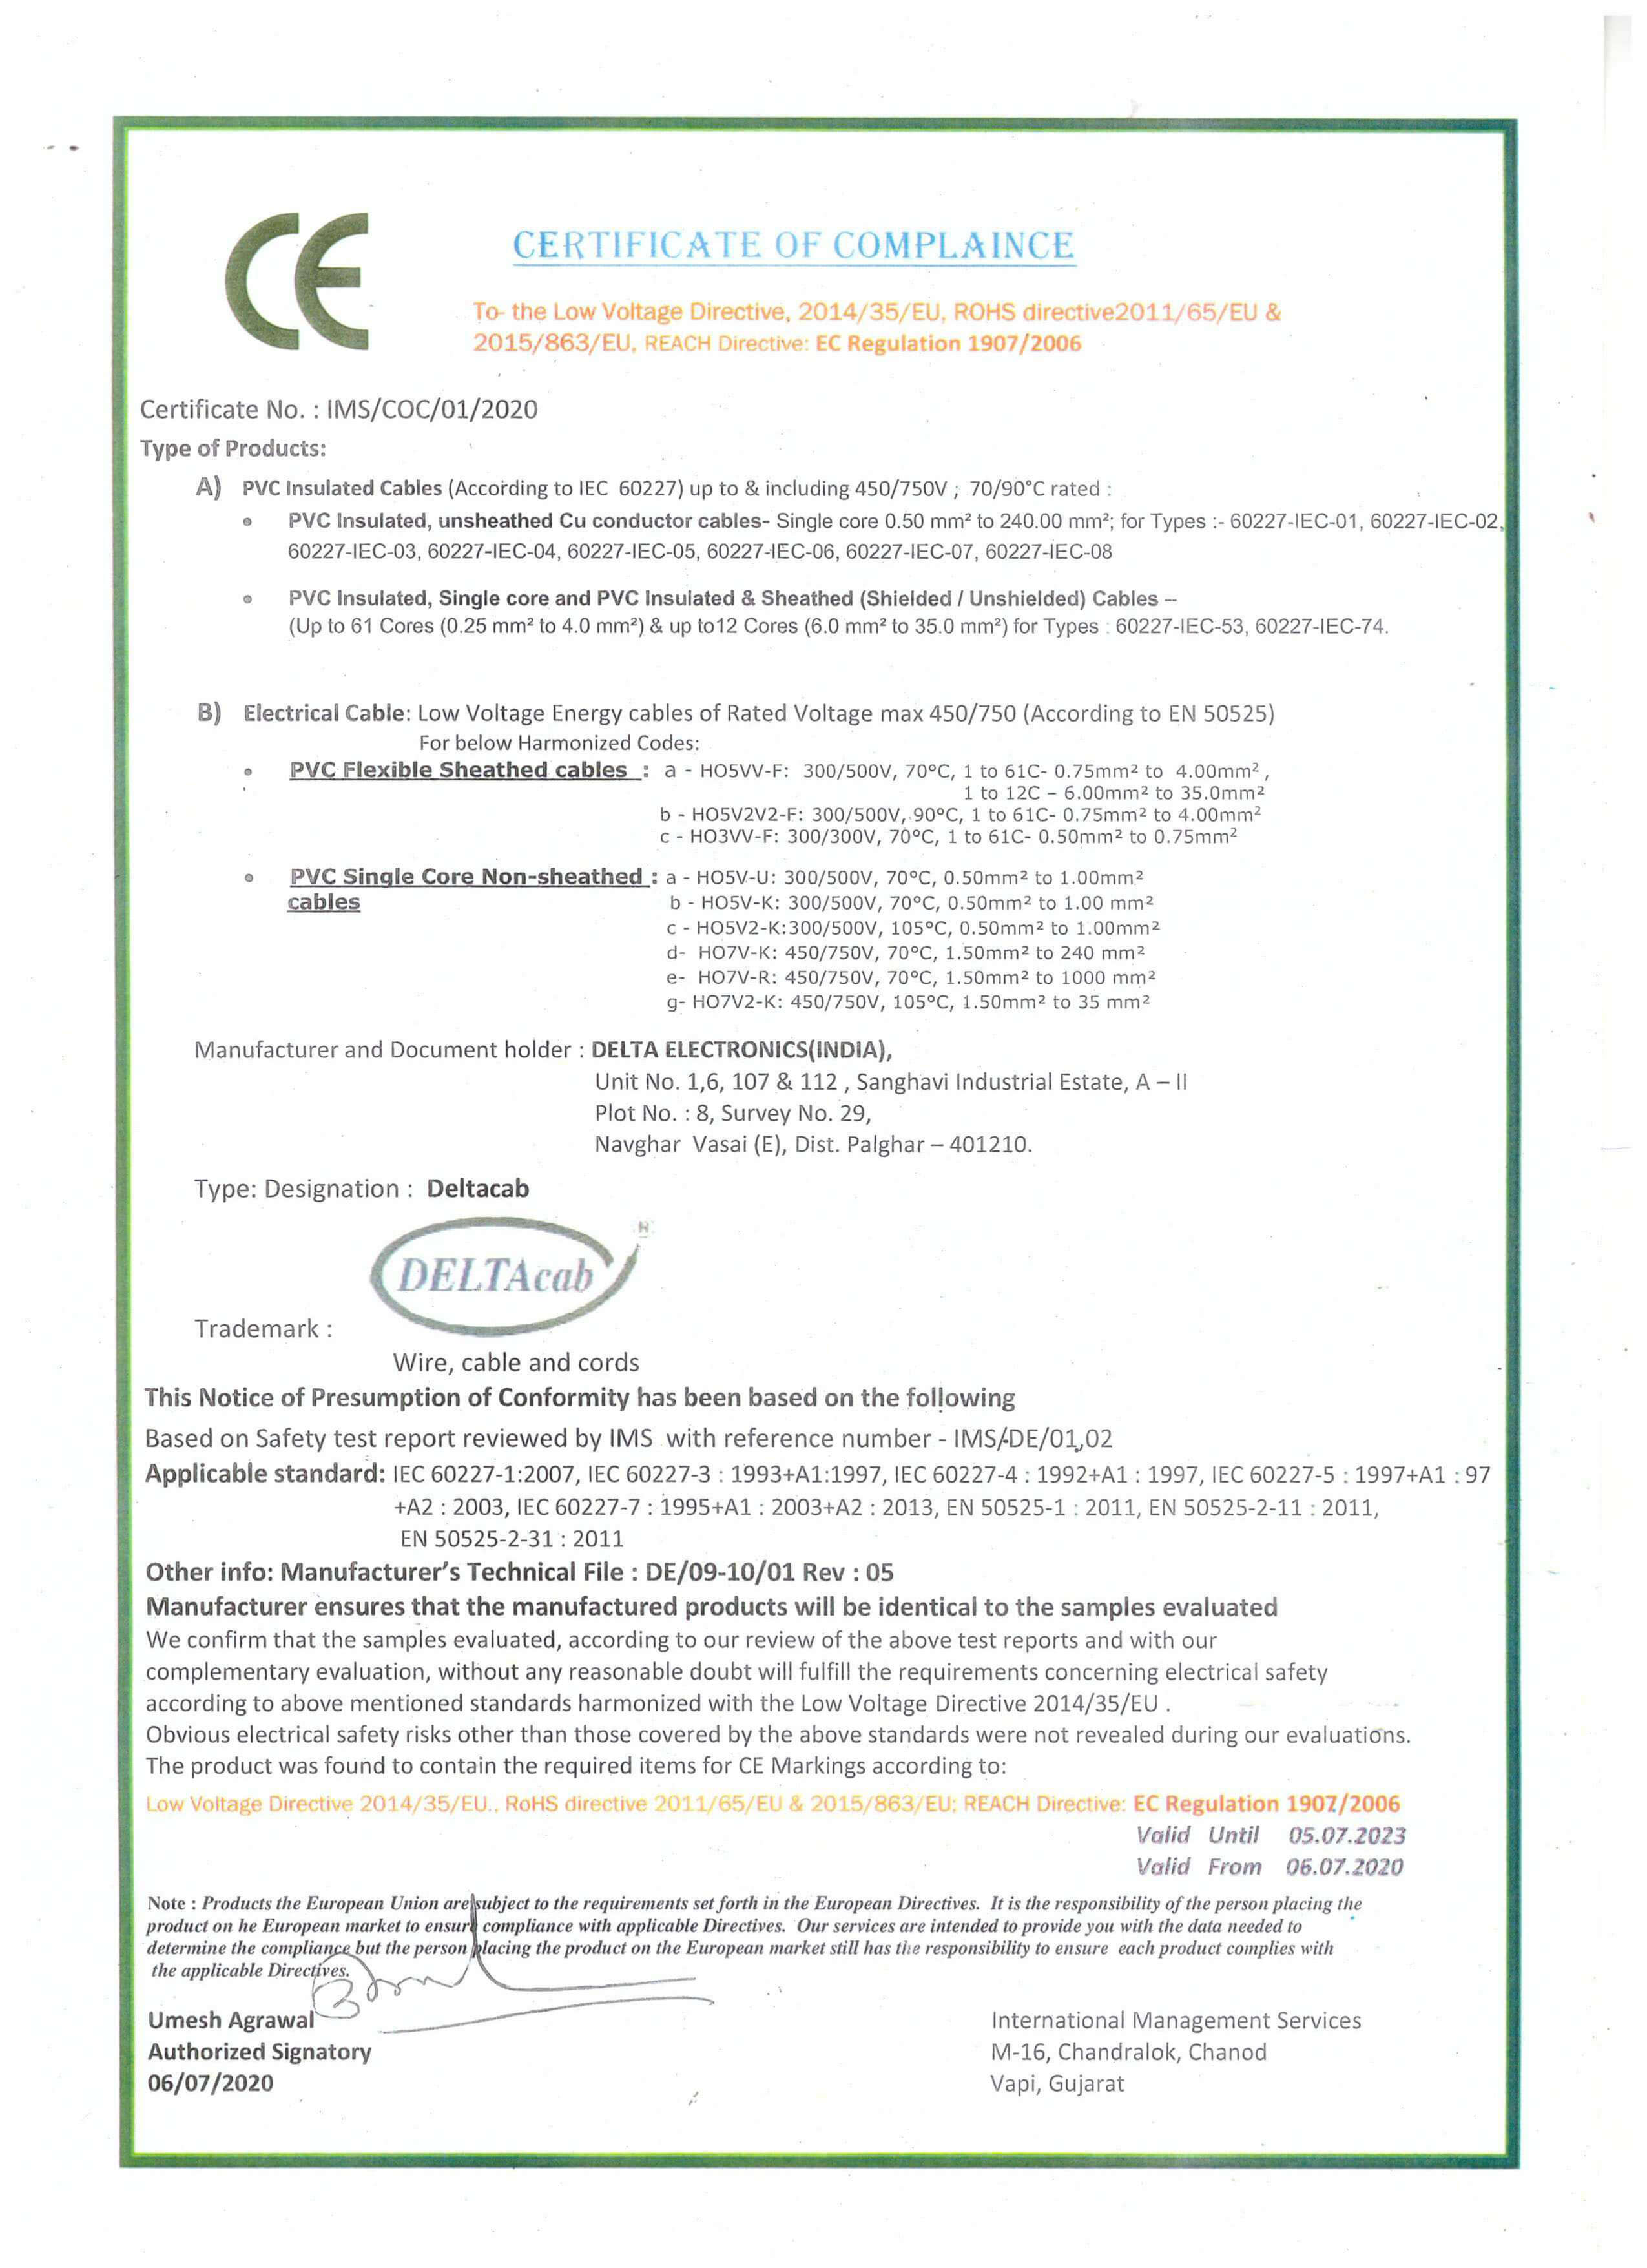 CE
CERTIFICATE OF COMPLAINCE
To- the Low Voltage Directive, 2014/35/EU, ROHS directive2011/65/EU &
2015/863/EU, REACH Directive: EC Regulation 1907/2006
Certificate No. : IMS/COC/01/2020
Type of Products:
A) PVC Insulated Cables (According to IEC 60227) up to & including 450/750V ; 70/90°C rated :
• PVC Insulated, unsheathed Cu conductor cables- Single core 0.50 mm² to 240.00 mm²; for Types :- 60227-IEC-01, 60227-IEC-02,
60227-IEC-03, 60227-IEC-04, 60227-IEC-05, 60227-IEC-06, 60227-IEC-07, 60227-IEC-08
• PVC Insulated, Single core and PVC Insulated & Sheathed (Shielded / Unshielded) Cables –
(Up to 61 Cores (0.25 mm² to 4.0 mm²) & up to12 Cores (6.0 mm² to 35.0 mm²) for Types : 60227-IEC-53, 60227-IEC-74.
B) Electrical Cable: Low Voltage Energy cables of Rated Voltage max 450/750 (According to EN 50525)
For below Harmonized Codes:
• PVC Flexible Sheathed cables : a - HO5VV-F: 300/500V, 70°C, 1 to 61C- 0.75mm² to 4.00mm²,
1 to 12C – 6.00mm² to 35.0mm²
b - HO5V2V2-F: 300/500V, 90°C, 1 to 61C- 0.75mm² to 4.00mm²
c - HO3VV-F: 300/300V, 70°C, 1 to 61C- 0.50mm² to 0.75mm²
• PVC Single Core Non-sheathed : a - HO5V-U: 300/500V, 70°C, 0.50mm² to 1.00mm²
cables b - HO5V-K: 300/500V, 70°C, 0.50mm² to 1.00 mm²
c - HO5V2-K:300/500V, 105°C, 0.50mm² to 1.00mm²
d- HO7V-K: 450/750V, 70°C, 1.50mm² to 240 mm²
e- HO7V-R: 450/750V, 70°C, 1.50mm² to 1000 mm²
g- HO7V2-K: 450/750V, 105°C, 1.50mm² to 35 mm²
Manufacturer and Document holder : DELTA ELECTRONICS(INDIA),
Unit No. 1,6, 107 & 112 , Sanghavi Industrial Estate, A – II
Plot No. : 8, Survey No. 29,
Navghar Vasai (E), Dist. Palghar – 401210.
Type: Designation : Deltacab
DELTAcab
Trademark :
Wire, cable and cords
This Notice of Presumption of Conformity has been based on the following
Based on Safety test report reviewed by IMS with reference number - IMS/DE/01,02
Applicable standard: IEC 60227-1:2007, IEC 60227-3 : 1993+A1:1997, IEC 60227-4 : 1992+A1 : 1997, IEC 60227-5 : 1997+A1 : 97
+A2 : 2003, IEC 60227-7 : 1995+A1 : 2003+A2 : 2013, EN 50525-1 : 2011, EN 50525-2-11 : 2011,
EN 50525-2-31 : 2011
Other info: Manufacturer's Technical File : DE/09-10/01 Rev : 05
Manufacturer ensures that the manufactured products will be identical to the samples evaluated
We confirm that the samples evaluated, according to our review of the above test reports and with our
complementary evaluation, without any reasonable doubt will fulfill the requirements concerning electrical safety
according to above mentioned standards harmonized with the Low Voltage Directive 2014/35/EU .
Obvious electrical safety risks other than those covered by the above standards were not revealed during our evaluations.
The product was found to contain the required items for CE Markings according to:
Low Voltage Directive 2014/35/EU., RoHS directive 2011/65/EU & 2015/863/EU; REACH Directive: EC Regulation 1907/2006
Valid Until 05.07.2023
Valid From 06.07.2020
Note : Products the European Union are subject to the requirements set forth in the European Directives. It is the responsibility of the person placing the
product on he European market to ensure compliance with applicable Directives. Our services are intended to provide you with the data needed to
determine the compliance but the person placing the product on the European market still has the responsibility to ensure each product complies with
the applicable Directives.
Umesh Agrawal
Authorized Signatory
06/07/2020
International Management Services
M-16, Chandralok, Chanod
Vapi, Gujarat